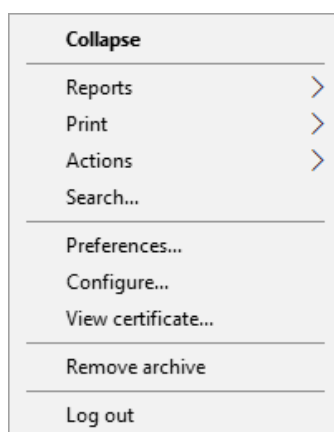 Collapse
Reports
Print
Actions
Search...
Preferences...
Configure...
View certificate...
Remove archive
Log out